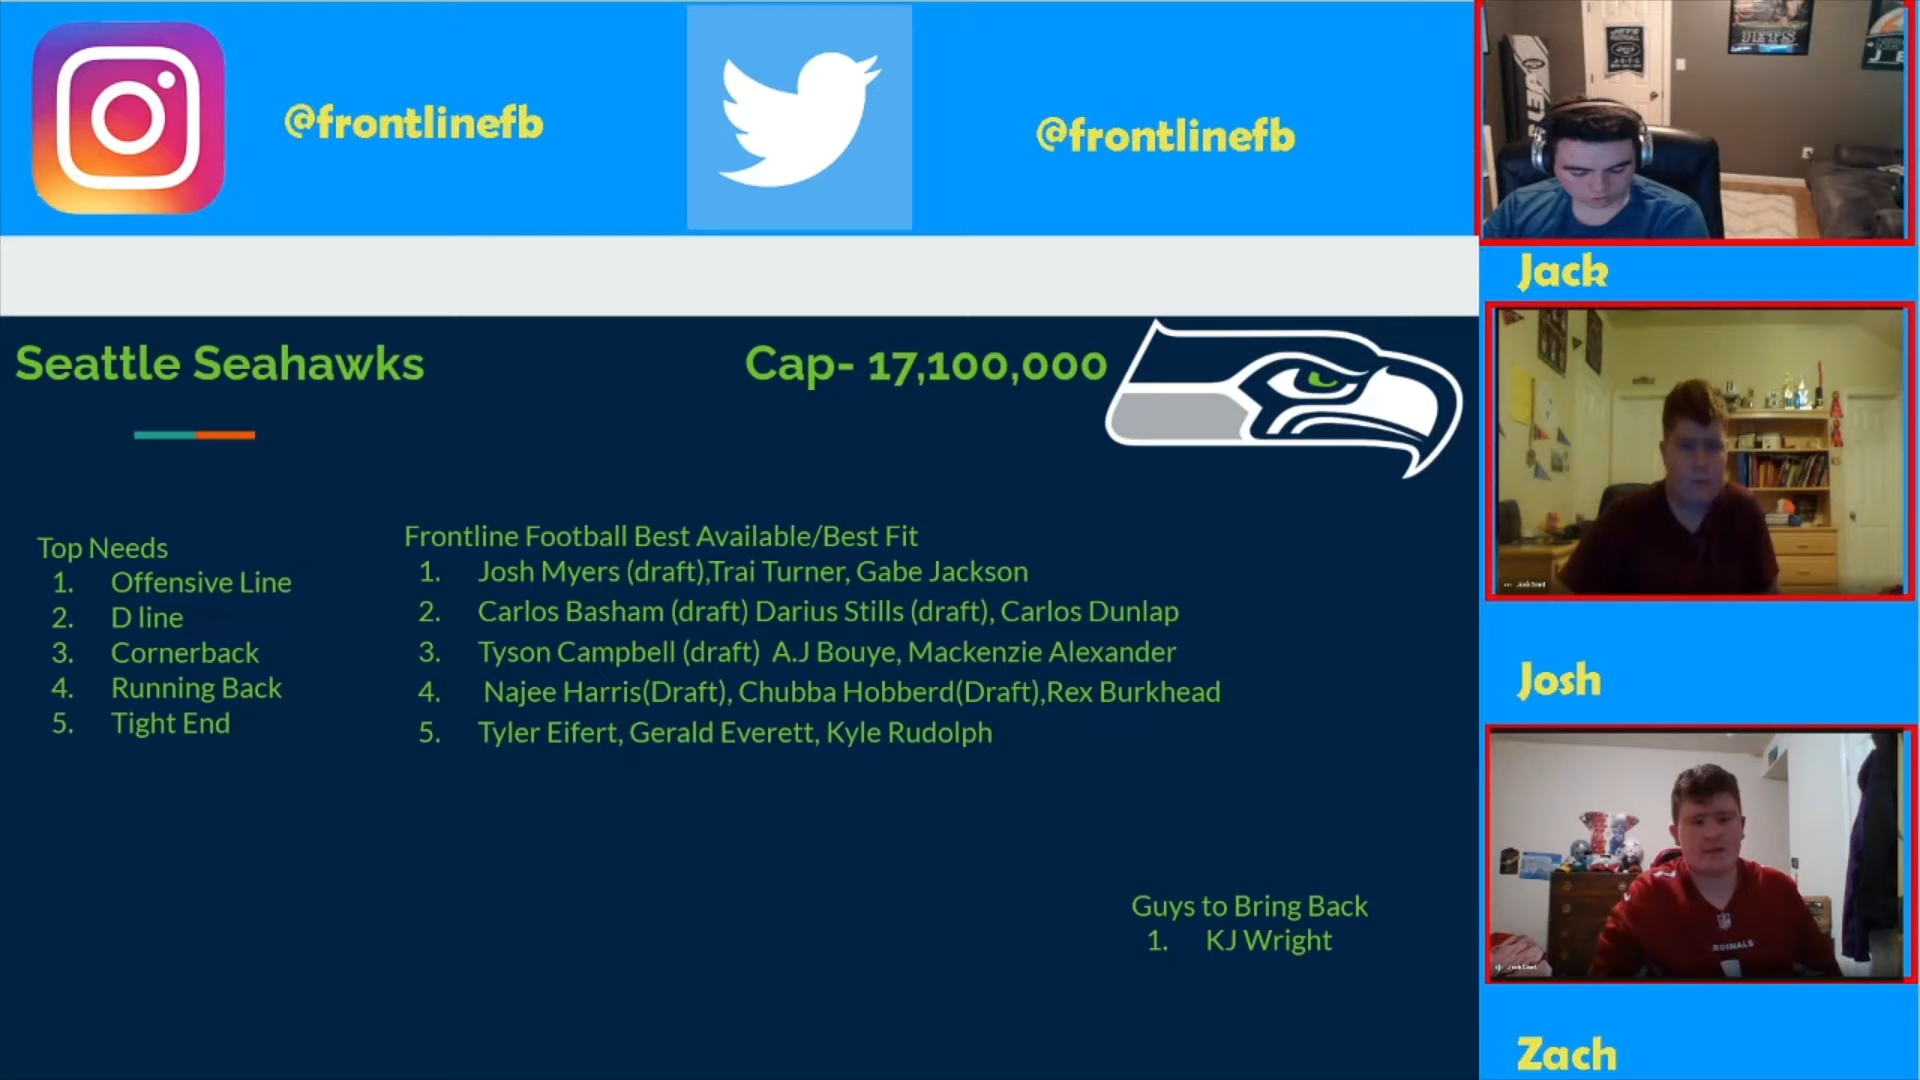 @frontlinefb
@frontlinefb
Seattle Seahawks
Cap- 17,100,000
Top Needs
1. Offensive Line
2. D line
3. Cornerback
4. Running Back
5. Tight End
Frontline Football Best Available/Best Fit
1. Josh Myers (draft),Trai Turner, Gabe Jackson
2. Carlos Basham (draft) Darius Stills (draft), Carlos Dunlap
3. Tyson Campbell (draft) A.J Bouye, Mackenzie Alexander
4. Najee Harris(Draft), Chubba Hobberd(Draft),Rex Burkhead
5. Tyler Eifert, Gerald Everett, Kyle Rudolph
Guys to Bring Back
1. KJ Wright
JETS
Jack
Josh
RDINALS
Zach